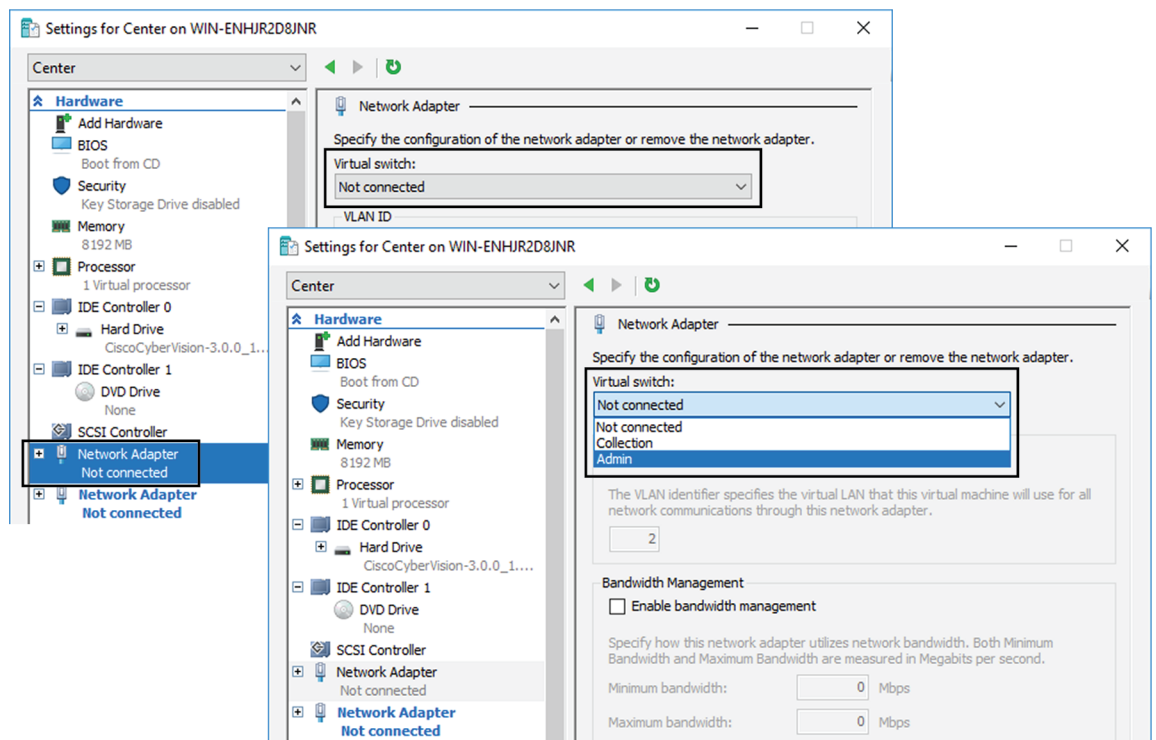 Settings for Center on WIN-ENHJR2D8JNR
Center
Hardware
Add Hardware
BIOS
Boot from CD
Security
Key Storage Drive disabled
Memory
8192 MB
Processor
1 Virtual processor
IDE Controller 0
Hard Drive
CiscoCyberVision-3.0.0_1...
IDE Controller 1
DVD Drive
None
SCSI Controller
Network Adapter
Not connected
Network Adapter
Not connected
Network Adapter
Specify the configuration of the network adapter or remove the network adapter.
Virtual switch:
Not connected
VLAN ID
Settings for Center on WIN-ENHJR2D8JNR
Center
Hardware
Add Hardware
BIOS
Boot from CD
Security
Key Storage Drive disabled
Memory
8192 MB
Processor
1 Virtual processor
IDE Controller 0
Hard Drive
CiscoCyberVision-3.0.0_1....
IDE Controller 1
DVD Drive
None
SCSI Controller
Network Adapter
Not connected
Network Adapter
Not connected
Network Adapter
Specify the configuration of the network adapter or remove the network adapter.
Virtual switch:
Not connected
Not connected
Collection
Admin
The VLAN identifier specifies the virtual LAN that this virtual machine will use for all
network communications through this network adapter.
2
Bandwidth Management
Enable bandwidth management
Specify how this network adapter utilizes network bandwidth. Both Minimum
Bandwidth and Maximum Bandwidth are measured in Megabits per second.
Minimum bandwidth: 0 Mbps
Maximum bandwidth: 0 Mbps